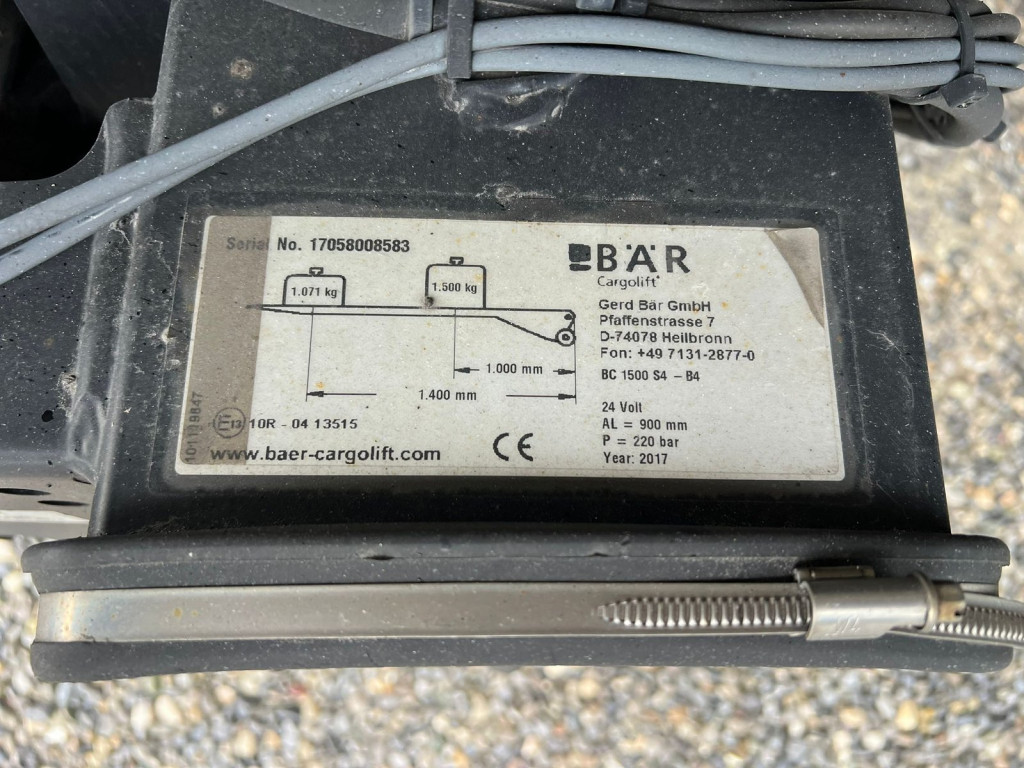 Serial No. 17058008583
BÄR
Cargolift
1.071 kg
1.500 kg
1.000 mm
1.400 mm
Gerd Bär GmbH
Pfaffenstrasse 7
D-74078 Heilbronn
Fon: +49 7131-2877-0
BC 1500 S4 – B4
24 Volt
AL = 900 mm
P = 220 bar
Year: 2017
E13 10R - 04 13515
www.baer-cargolift.com
CE